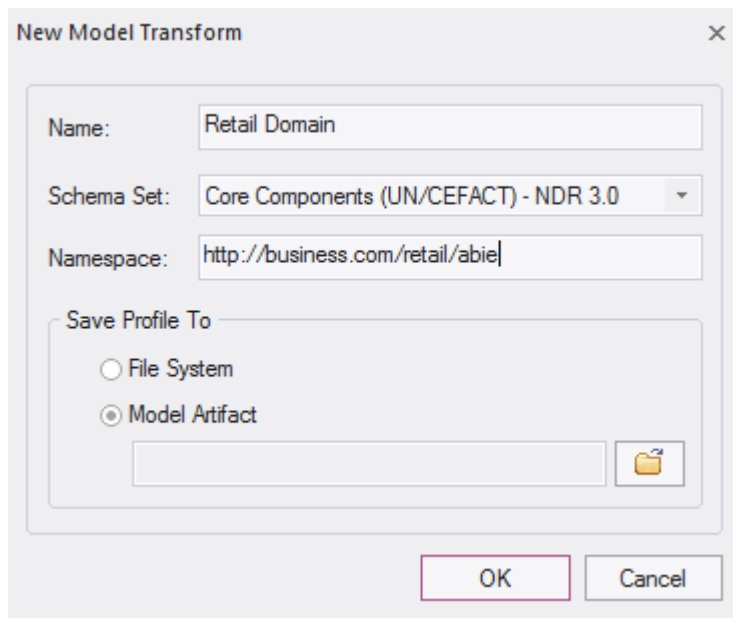 New Model Transform
Name: Retail Domain
Schema Set: Core Components (UN/CEFACT) - NDR 3.0
Namespace: http://business.com/retail/abie
Save Profile To
File System
Model Artifact
OK Cancel